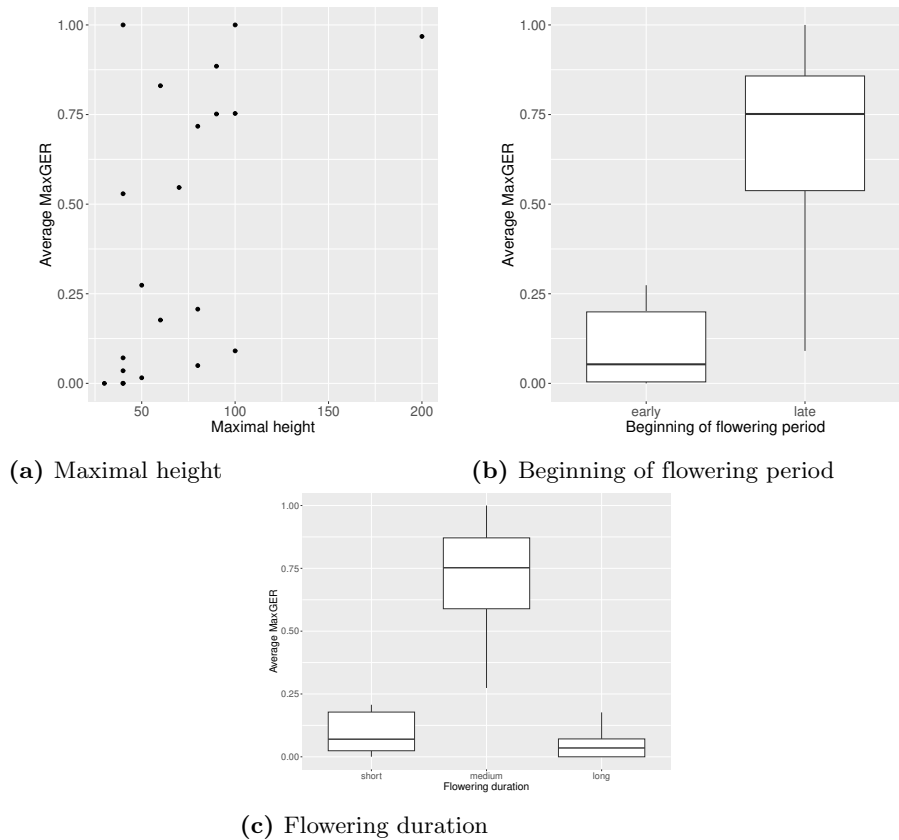 1.00
0.75
0.50
0.25
0.00
Average MaxGER
50 100 150 200
Maximal height
(a) Maximal height
1.00
0.75
0.50
0.25
0.00
Average MaxGER
early late
Beginning of flowering period
(b) Beginning of flowering period
1.00
0.75
0.50
0.25
0.00
Average MaxGER
short medium long
Flowering duration
(c) Flowering duration